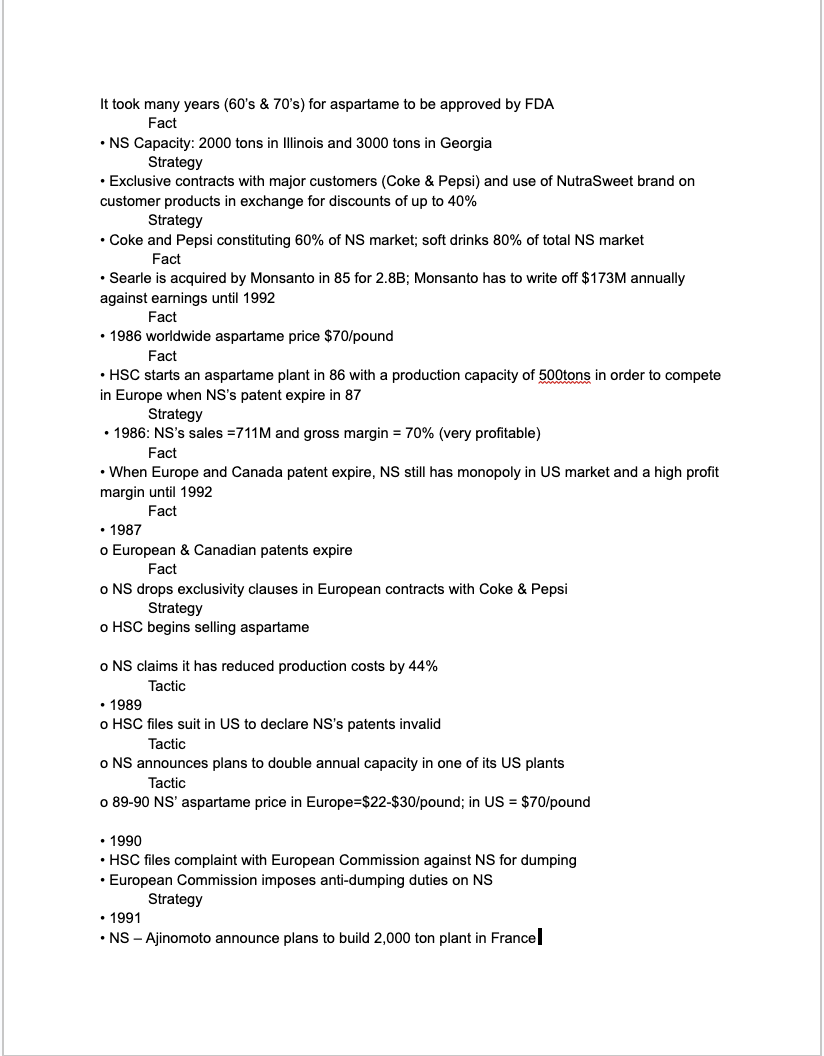 It took many years (60’s & 70’s) for aspartame to be approved by FDA
Fact
• NS Capacity: 2000 tons in Illinois and 3000 tons in Georgia
Strategy
• Exclusive contracts with major customers (Coke & Pepsi) and use of NutraSweet brand on
customer products in exchange for discounts of up to 40%
Strategy
• Coke and Pepsi constituting 60% of NS market; soft drinks 80% of total NS market
Fact
• Searle is acquired by Monsanto in 85 for 2.8B; Monsanto has to write off $173M annually
against earnings until 1992
Fact
• 1986 worldwide aspartame price $70/pound
Fact
• HSC starts an aspartame plant in 86 with a production capacity of 500tons in order to compete
in Europe when NS’s patent expire in 87
Strategy
• 1986: NS’s sales =711M and gross margin = 70% (very profitable)
Fact
• When Europe and Canada patent expire, NS still has monopoly in US market and a high profit
margin until 1992
Fact
• 1987
o European & Canadian patents expire
Fact
o NS drops exclusivity clauses in European contracts with Coke & Pepsi
Strategy
o HSC begins selling aspartame
o NS claims it has reduced production costs by 44%
Tactic
• 1989
o HSC files suit in US to declare NS’s patents invalid
Tactic
o NS announces plans to double annual capacity in one of its US plants
Tactic
o 89-90 NS’ aspartame price in Europe=$22-$30/pound; in US = $70/pound
• 1990
• HSC files complaint with European Commission against NS for dumping
• European Commission imposes anti-dumping duties on NS
Strategy
• 1991
• NS – Ajinomoto announce plans to build 2,000 ton plant in France